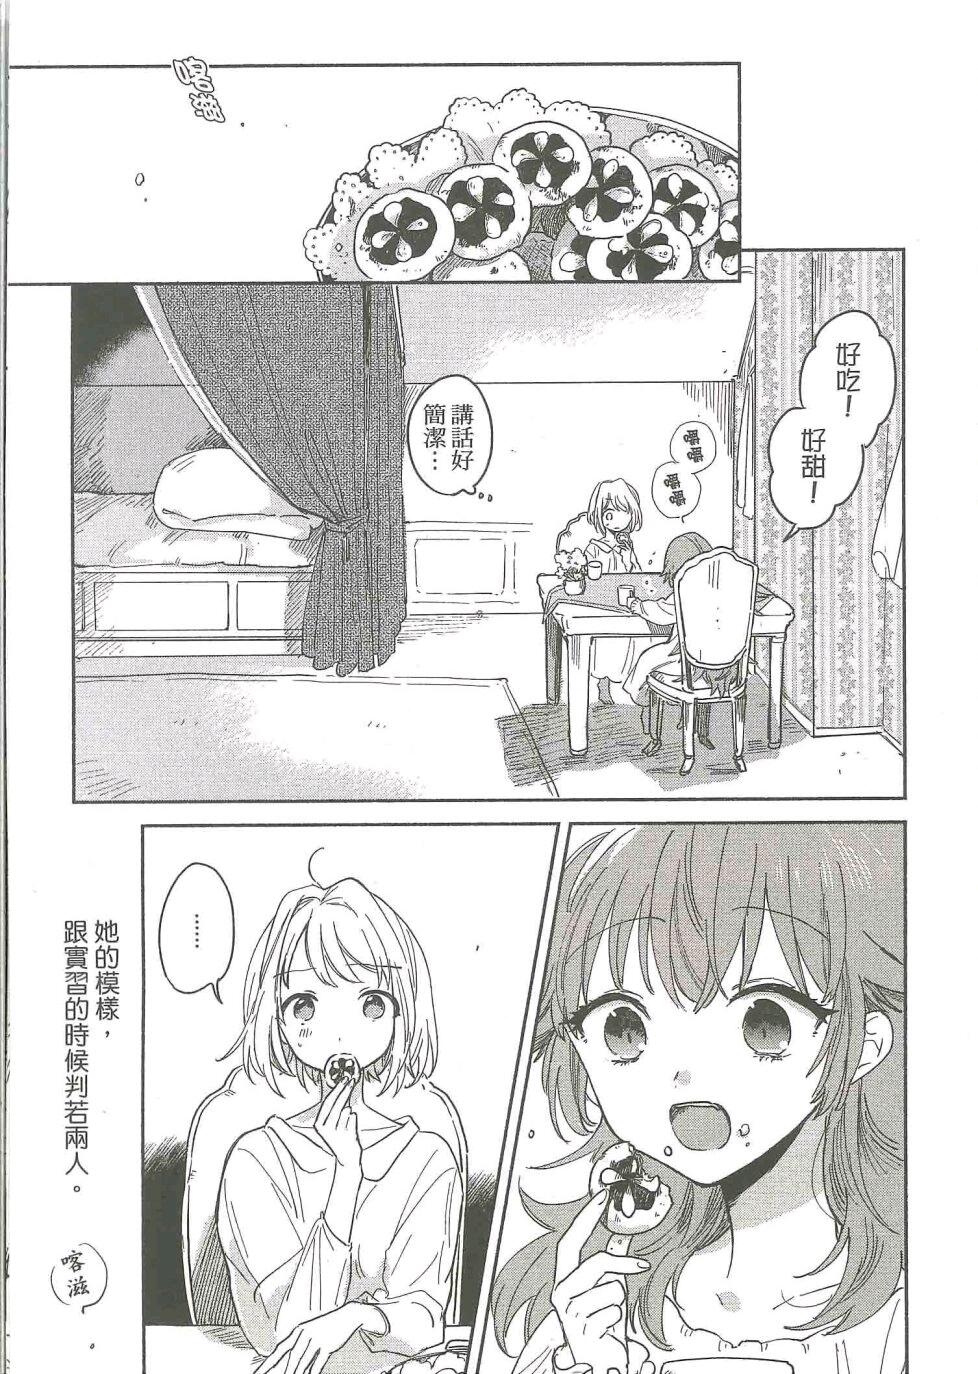 喀滋
好吃！
好甜！
嚼嚼
嚼嚼
講話好
簡潔…
……
她的模樣，
跟實習的時候判若兩人。
喀滋